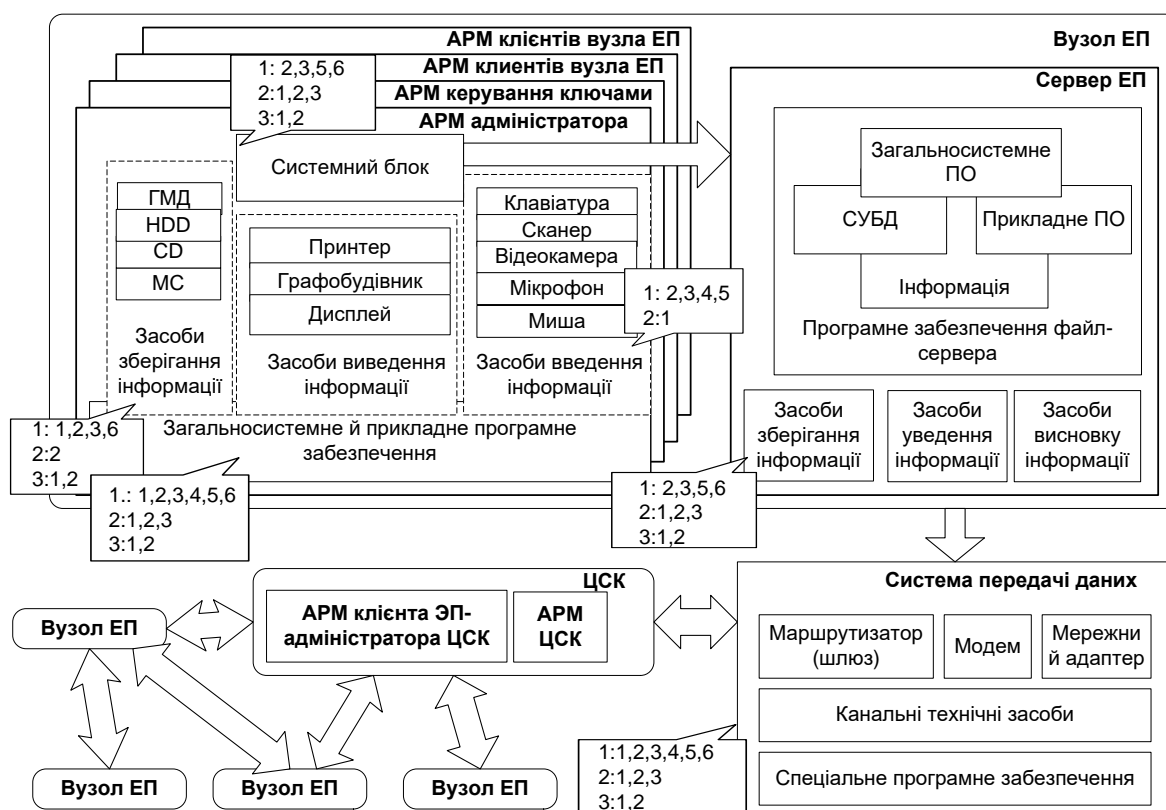 АРМ клієнтів вузла ЕП
АРМ клиентів вузла ЕП
АРМ керування ключами
АРМ адміністратора
1: 2,3,5,6
2:1,2,3
3:1,2
Системний блок
ГМД
HDD
CD
МС
Засоби
зберігання
інформації
Принтер
Графобудівник
Дисплей
Засоби виведення
інформації
Клавіатура
Сканер
Відеокамера
Мікрофон
Миша
Засоби введення
інформації
1: 2,3,4,5
2:1
Загальносистемне й прикладне програмне
забезпечення
1: 1,2,3,6
2:2
3:1,2
1.: 1,2,3,4,5,6
2:1,2,3
3:1,2
Вузол ЕП
Сервер ЕП
Загальносистемне
ПО
СУБД
Прикладне ПО
Інформація
Програмне забезпечення файл-
сервера
Засоби
зберігання
інформації
Засоби
уведення
інформації
Засоби
висновку
інформації
1: 2,3,5,6
2:1,2,3
3:1,2
ЦСК
АРМ клієнта ЭП-
адміністратора ЦСК
АРМ
ЦСК
Вузол ЕП
Вузол ЕП
Вузол ЕП
Вузол ЕП
Система передачі даних
Маршрутизатор
(шлюз)
Модем
Мережни
й адаптер
Канальні технічні засоби
Спеціальне програмне забезпечення
1:1,2,3,4,5,6
2:1,2,3
3:1,2